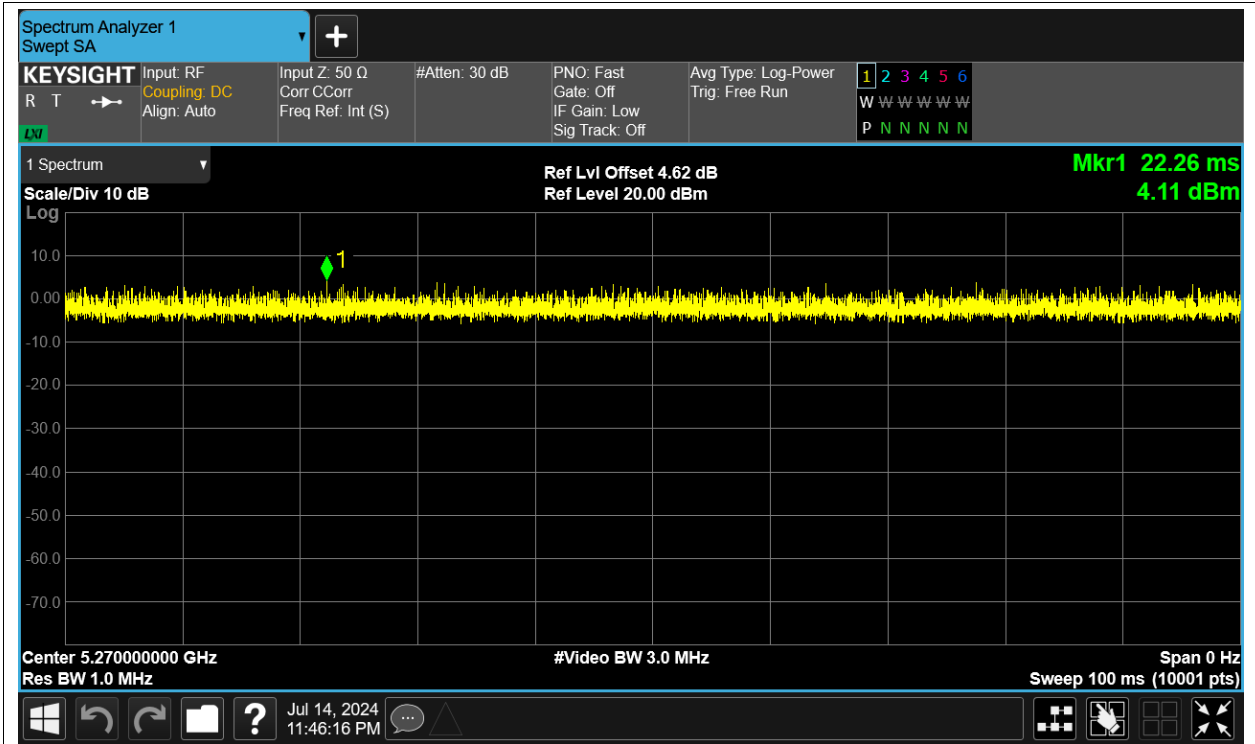 Spectrum Analyzer 1
Swept SA
KEYSIGHT
R T
LXI
Input: RF
Coupling: DC
Align: Auto
Input Z: 50 Ω
Corr CCorr
Freq Ref: Int (S)
#Atten: 30 dB
PNO: Fast
Gate: Off
IF Gain: Low
Sig Track: Off
Avg Type: Log-Power
Trig: Free Run
1 2 3 4 5 6
W W W W W W
P N N N N N
1 Spectrum
Scale/Div 10 dB
Log
Ref Lvl Offset 4.62 dB
Ref Level 20.00 dBm
Mkr1 22.26 ms
4.11 dBm
1
10.0
0.00
-10.0
-20.0
-30.0
-40.0
-50.0
-60.0
-70.0
Center 5.270000000 GHz
Res BW 1.0 MHz
#Video BW 3.0 MHz
Span 0 Hz
Sweep 100 ms (10001 pts)
?
Jul 14, 2024
11:46:16 PM